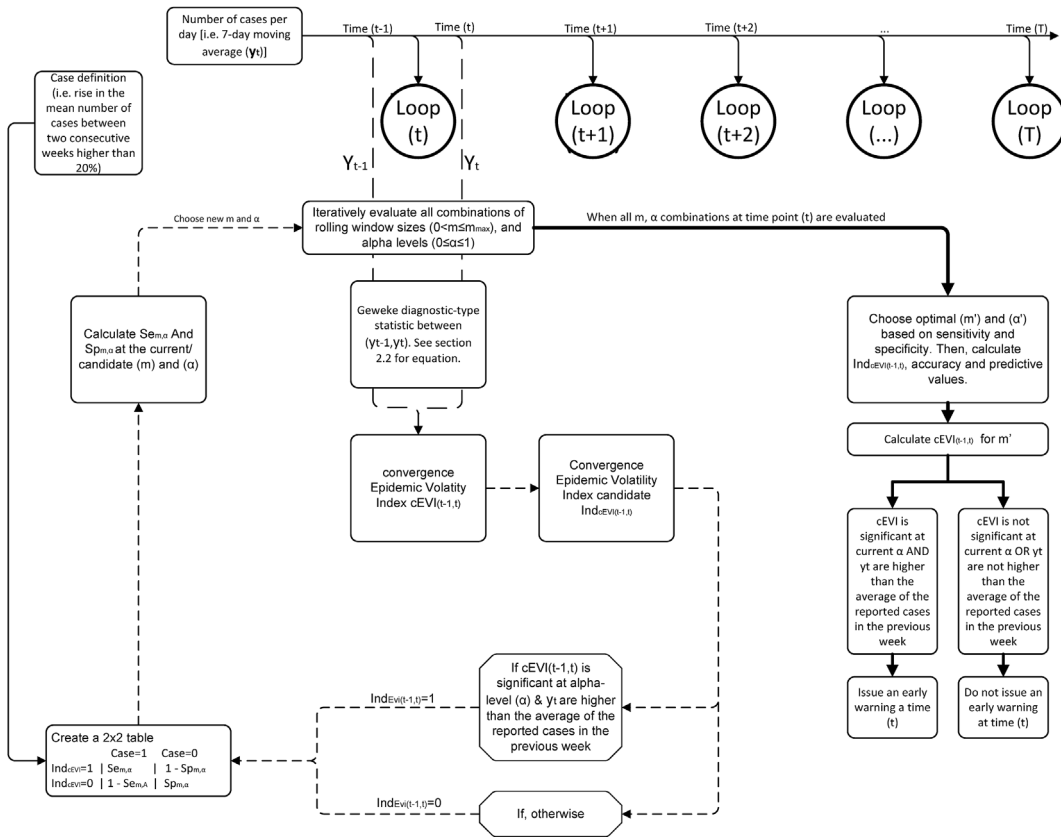 Number of cases per
day [i.e. 7-day moving
average (yt)]
Time (t-1)
Time (t)
Time (t+1)
Time (t+2)
...
Time (T)
Loop
(t)
Loop
(t+1)
Loop
(t+2)
Loop
(...)
Loop
(T)
Case definition
(i.e. rise in the
mean number of
cases between
two consecutive
weeks higher than
20%)
Yt-1
Yt
Choose new m and α
Iteratively evaluate all combinations of
rolling window sizes (0<m≤mmax), and
alpha levels (0≤α≤1)
When all m, α combinations at time point (t) are evaluated
Calculate Sem,α And
Spm,α at the current/
candidate (m) and (α)
Geweke diagnostic-type
statistic between
(yt-1,yt). See section
2.2 for equation.
Choose optimal (m') and (α')
based on sensitivity and
specificity. Then, calculate
IndcEVI(t-1,t), accuracy and predictive
values.
Calculate cEVI(t-1,t) for m'
convergence
Epidemic Volatity
Index cEVI(t-1,t)
Convergence
Epidemic Volatility
Index candidate
IndcEVI(t-1,t)
cEVI is
significant at
current α AND
yt are higher
than the
average of the
reported cases
in the previous
week
cEVI is not
significant at
current α OR yt
are not higher
than the
average of the
reported cases
in the previous
week
Issue an early
warning a time
(t)
Do not issue an
early warning
at time (t)
If cEVI(t-1,t) is
significant at alpha-
level (α) & yt are higher
than the average of the
reported cases in the
previous week
IndEvi(t-1,t)=1
Create a 2x2 table
Case=1 Case=0
IndcEVI=1 | Sem,α | 1 - Spm,α
IndcEVI=0 | 1 - Sem,A | Spm,α
IndEvi(t-1,t)=0
If, otherwise